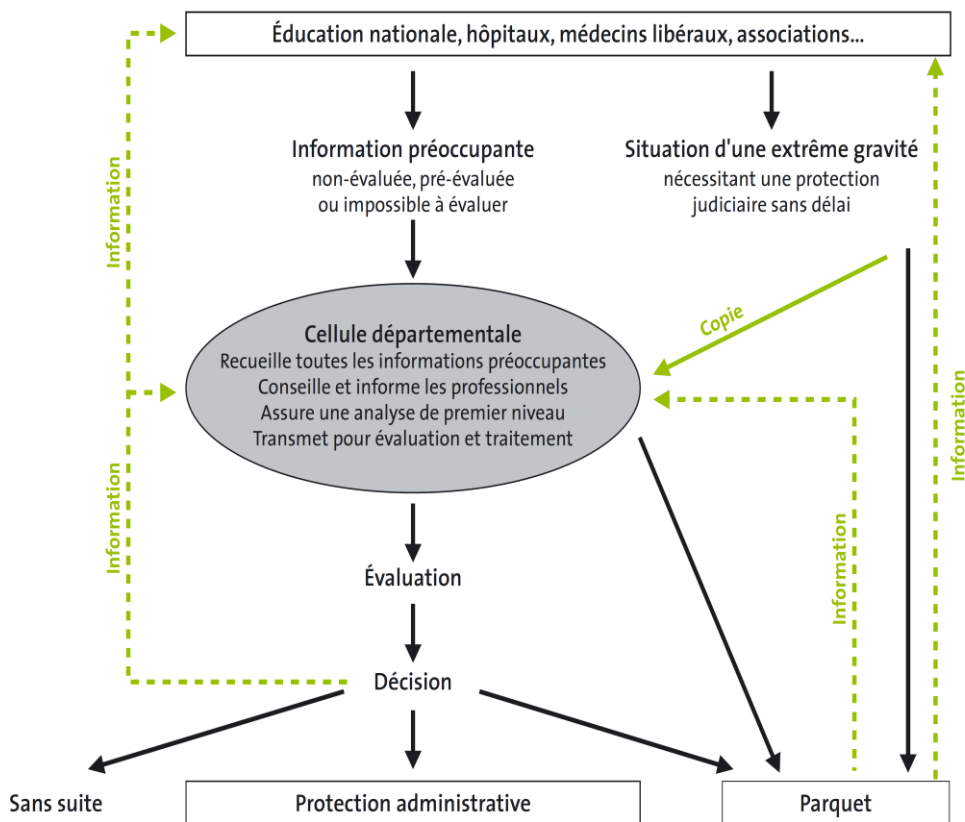 Éducation nationale, hôpitaux, médecins libéraux, associations...
Information préoccupante
non-évaluée, pré-évaluée
ou impossible à évaluer
Situation d'une extrême gravité
nécessitant une protection
judiciaire sans délai
Information
Copie
Cellule départementale
Recueille toutes les informations préoccupantes
Conseille et informe les professionnels
Assure une analyse de premier niveau
Transmet pour évaluation et traitement
Information
Information
Information
Évaluation
Décision
Sans suite
Protection administrative
Parquet